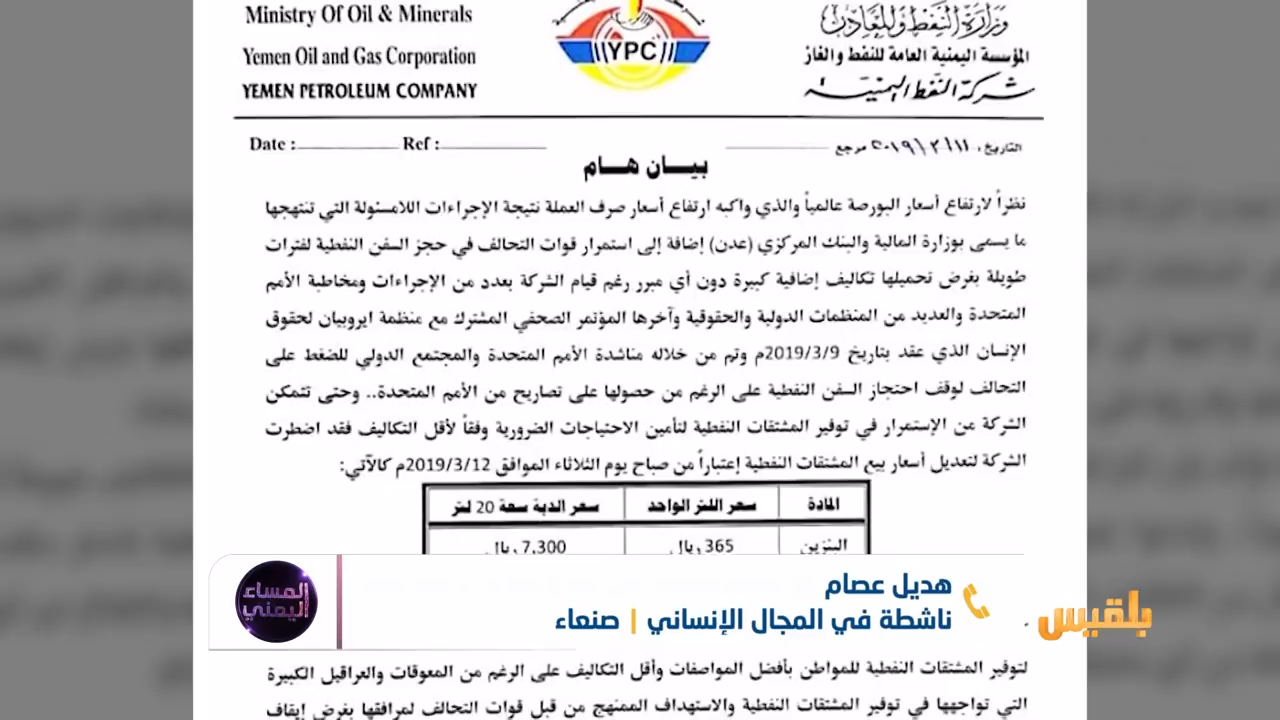 Ministry Of Oil & Minerals
Yemen Oil and Gas Corporation
YEMEN PETROLEUM COMPANY
YPC
وزارة النفط والمعادن
المؤسسة اليمنية العامة للنفط والغاز
شركة النفط اليمنية
Date : Ref :
التاريخ: ٢٠١٩/٣/١١ مرجع
بيـــان هـــام
نظراً لارتفاع أسعار البورصة عالمياً والذي واكبه ارتفاع أسعار صرف العملة نتيجة الإجراءات اللامسئولة التي تنتهجها
ما يسمى بوزارة المالية والبنك المركزي (عدن) إضافة إلى استمرار قوات التحالف في حجز السفن النفطية لفترات
طويلة بغرض تحميلها تكاليف إضافية كبيرة دون أي مبرر رغم قيام الشركة بعدد من الإجراءات ومخاطبة الأمم
المتحدة والعديد من المنظمات الدولية والحقوقية وآخرها المؤتمر الصحفي المشترك مع منظمة ايروبيان لحقوق
الإنسان الذي عقد بتاريخ 2019/3/9م وتم من خلاله مناشدة الأمم المتحدة والمجتمع الدولي للضغط على
التحالف لوقف احتجاز السفن النفطية على الرغم من حصولها على تصاريح من الأمم المتحدة.. وحتى تتمكن
الشركة من الإستمرار في توفير المشتقات النفطية لتأمين الاحتياجات الضرورية وفقاً لأقل التكاليف فقد اضطرت
الشركة لتعديل أسعار بيع المشتقات النفطية إعتباراً من صباح يوم الثلاثاء الموافق 2019/3/12م كالآتي:
المادة سعر اللتر الواحد سعر الدبة سعة 20 لتر
البنزين 365 ريال 7,300 ريال
هديل عصام
ناشطة في المجال الإنساني | صنعاء
المساء
اليمني
بلقيس
لتوفير المشتقات النفطية للمواطن بأفضل المواصفات وأقل التكاليف على الرغم من المعوقات والعراقيل الكبيرة
التي تواجهها في توفير المشتقات النفطية والاستهداف الممنهج من قبل قوات التحالف لمرافقها بغرض إيقاف